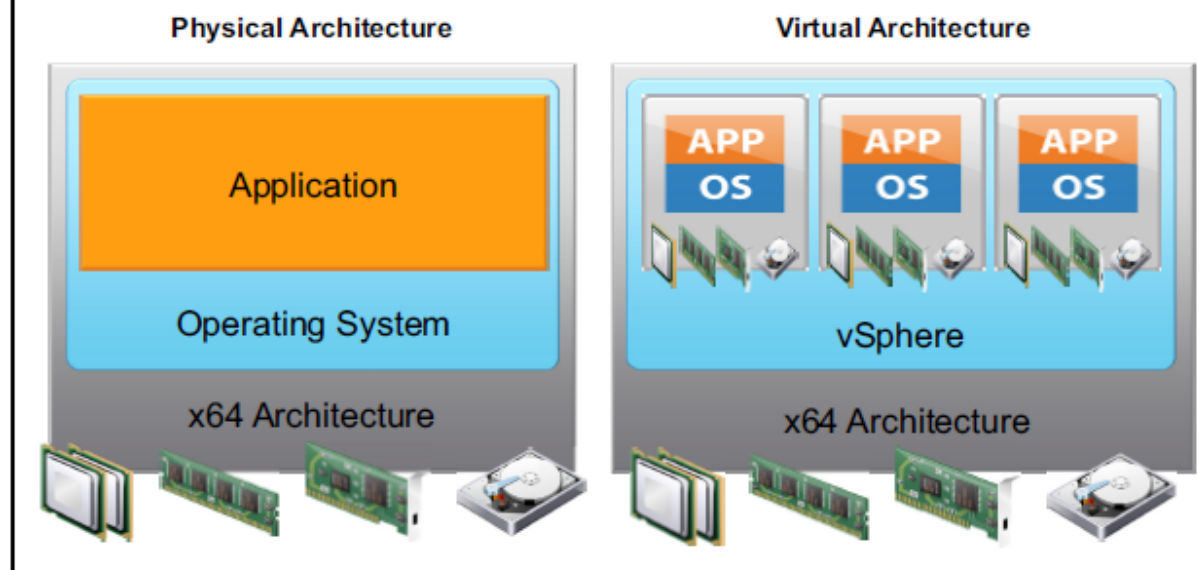 Physical Architecture
Application
Operating System
x64 Architecture
Virtual Architecture
APP
OS
APP
OS
APP
OS
vSphere
x64 Architecture